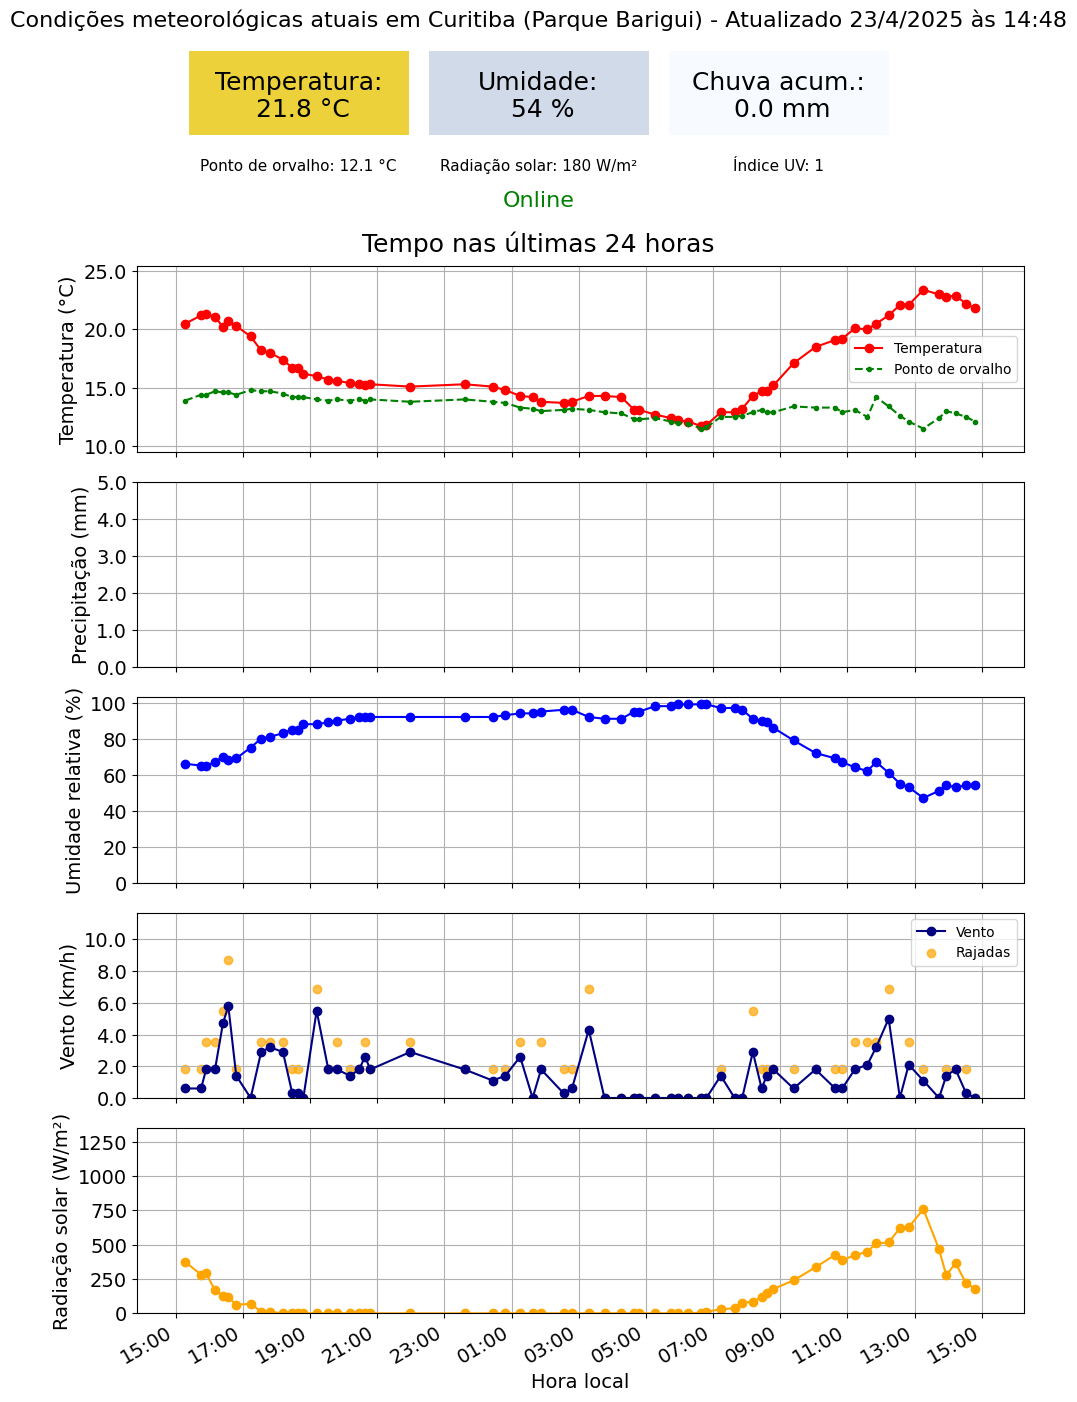 Condições meteorológicas atuais em Curitiba (Parque Barigui) - Atualizado 23/4/2025 às 14:48
Temperatura:
21.8 °C
Umidade:
54 %
Chuva acum.:
0.0 mm
Ponto de orvalho: 12.1 °C
Radiação solar: 180 W/m²
Índice UV: 1
Online
Tempo nas últimas 24 horas
Temperatura (°C)
25.0
20.0
15.0
10.0
Temperatura
Ponto de orvalho
Precipitação (mm)
5.0
4.0
3.0
2.0
1.0
0.0
Umidade relativa (%)
100
80
60
40
20
0
Vento (km/h)
10.0
8.0
6.0
4.0
2.0
0.0
Vento
Rajadas
Radiação solar (W/m²)
1250
1000
750
500
250
0
15:00
17:00
19:00
21:00
23:00
01:00
03:00
05:00
07:00
09:00
11:00
13:00
15:00
Hora local